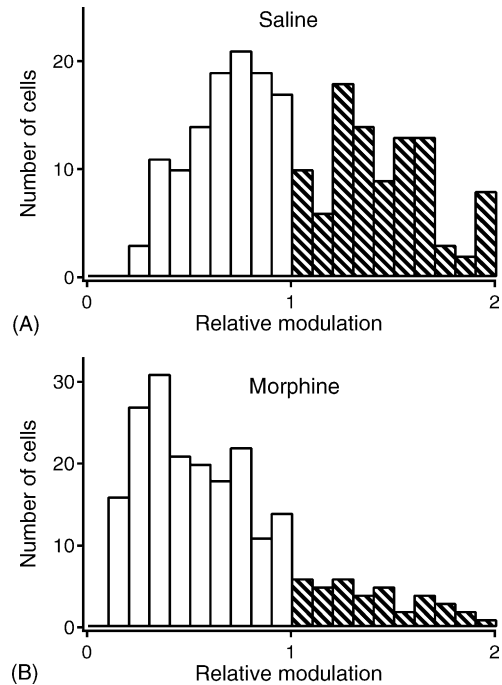 Saline
Number of cells
20
10
0
0 1 2
Relative modulation
(A)
Morphine
Number of cells
30
20
10
0
0 1 2
Relative modulation
(B)